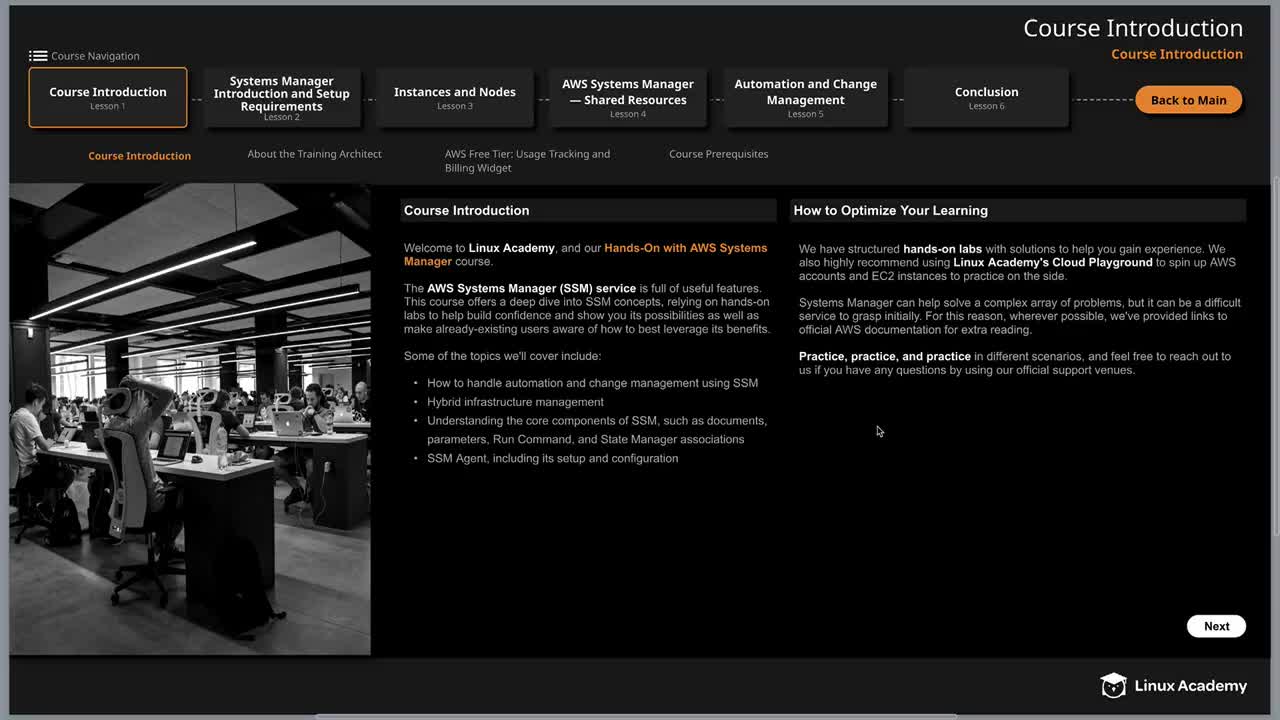 Course Introduction
Course Introduction
Course Navigation
Course Introduction
Lesson 1
Systems Manager
Introduction and Setup
Requirements
Lesson 2
Instances and Nodes
Lesson 3
AWS Systems Manager
— Shared Resources
Lesson 4
Automation and Change
Management
Lesson 5
Conclusion
Lesson 6
Back to Main
Course Introduction
About the Training Architect
AWS Free Tier: Usage Tracking and
Billing Widget
Course Prerequisites
Course Introduction
Welcome to Linux Academy, and our Hands-On with AWS Systems
Manager course.
The AWS Systems Manager (SSM) service is full of useful features.
This course offers a deep dive into SSM concepts, relying on hands-on
labs to help build confidence and show you its possibilities as well as
make already-existing users aware of how to best leverage its benefits.
Some of the topics we'll cover include:
• How to handle automation and change management using SSM
• Hybrid infrastructure management
• Understanding the core components of SSM, such as documents,
parameters, Run Command, and State Manager associations
• SSM Agent, including its setup and configuration
How to Optimize Your Learning
We have structured hands-on labs with solutions to help you gain experience. We
also highly recommend using Linux Academy's Cloud Playground to spin up AWS
accounts and EC2 instances to practice on the side.
Systems Manager can help solve a complex array of problems, but it can be a difficult
service to grasp initially. For this reason, wherever possible, we've provided links to
official AWS documentation for extra reading.
Practice, practice, and practice in different scenarios, and feel free to reach out to
us if you have any questions by using our official support venues.
Next
Linux Academy